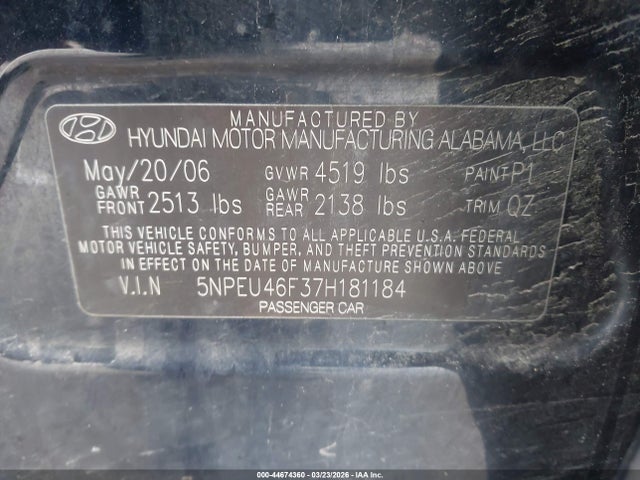 MANUFACTURED BY
HYUNDAI MOTOR MANUFACTURING ALABAMA, LLC
May/20/06 GVWR 4519 lbs PAINT P1
GAWR FRONT 2513 lbs GAWR REAR 2138 lbs TRIM QZ
THIS VEHICLE CONFORMS TO ALL APPLICABLE U.S.A. FEDERAL
MOTOR VEHICLE SAFETY, BUMPER, AND THEFT PREVENTION STANDARDS
IN EFFECT ON THE DATE OF MANUFACTURE SHOWN ABOVE
V.I.N 5NPEU46F37H181184
PASSENGER CAR
000-44674360 - 03/23/2026 - IAA Inc.